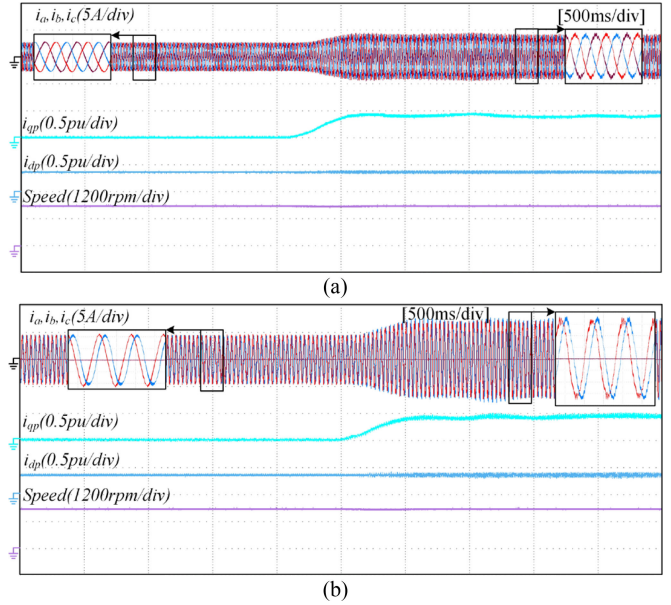 ia,ib,ic(5A/div)
[500ms/div]
iqp(0.5pu/div)
idp(0.5pu/div)
Speed(1200rpm/div)
(a)
ia,ib,ic(5A/div)
[500ms/div]
iqp(0.5pu/div)
idp(0.5pu/div)
Speed(1200rpm/div)
(b)